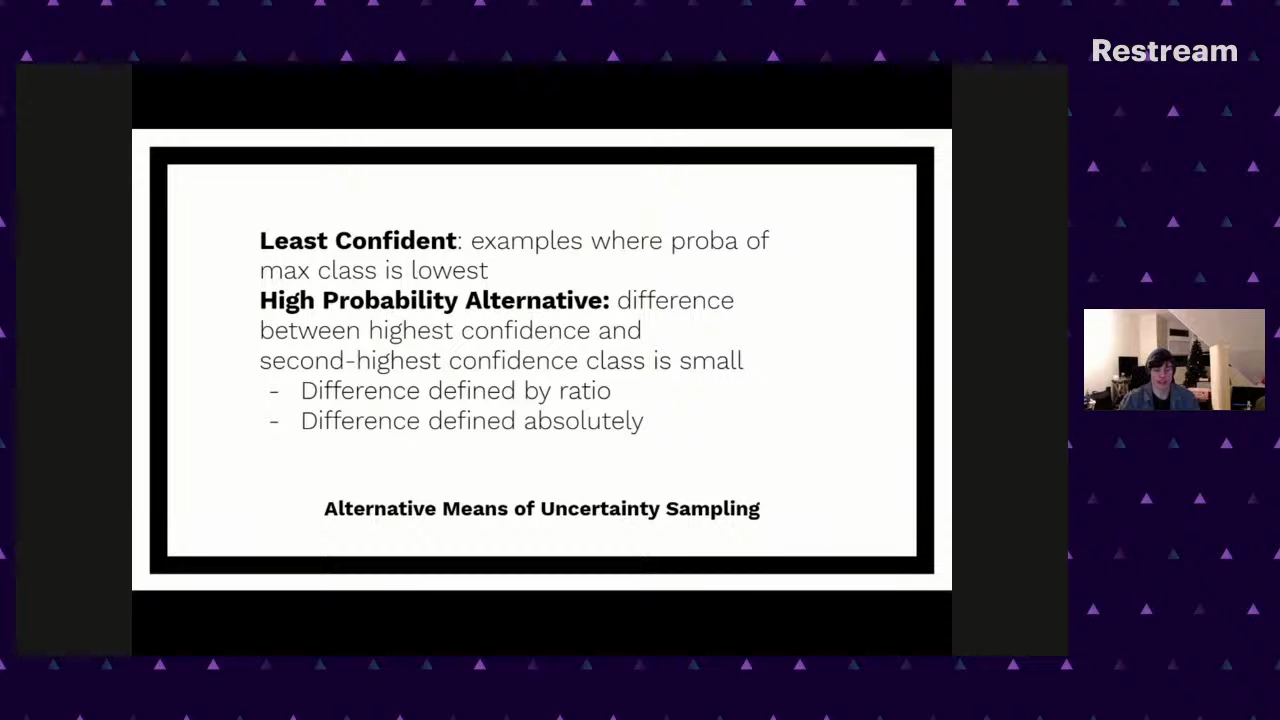 Restream
Least Confident: examples where proba of
max class is lowest
High Probability Alternative: difference
between highest confidence and
second-highest confidence class is small
- Difference defined by ratio
- Difference defined absolutely
Alternative Means of Uncertainty Sampling